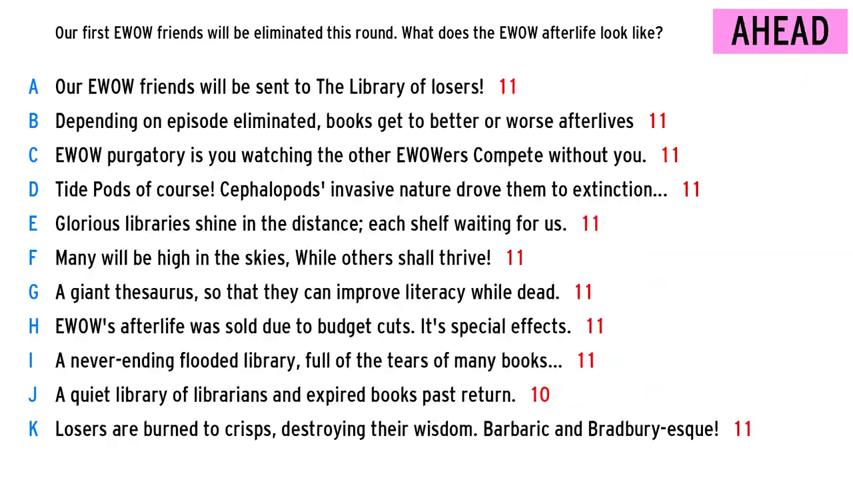 Our first EWOW friends will be eliminated this round. What does the EWOW afterlife look like?
AHEAD
A Our EWOW friends will be sent to The Library of losers! 11
B Depending on episode eliminated, books get to better or worse afterlives 11
C EWOW purgatory is you watching the other EWOWers Compete without you. 11
D Tide Pods of course! Cephalopods' invasive nature drove them to extinction... 11
E Glorious libraries shine in the distance; each shelf waiting for us. 11
F Many will be high in the skies, While others shall thrive! 11
G A giant thesaurus, so that they can improve literacy while dead. 11
H EWOW's afterlife was sold due to budget cuts. It's special effects. 11
I A never-ending flooded library, full of the tears of many books... 11
J A quiet library of librarians and expired books past return. 10
K Losers are burned to crisps, destroying their wisdom. Barbaric and Bradbury-esque! 11